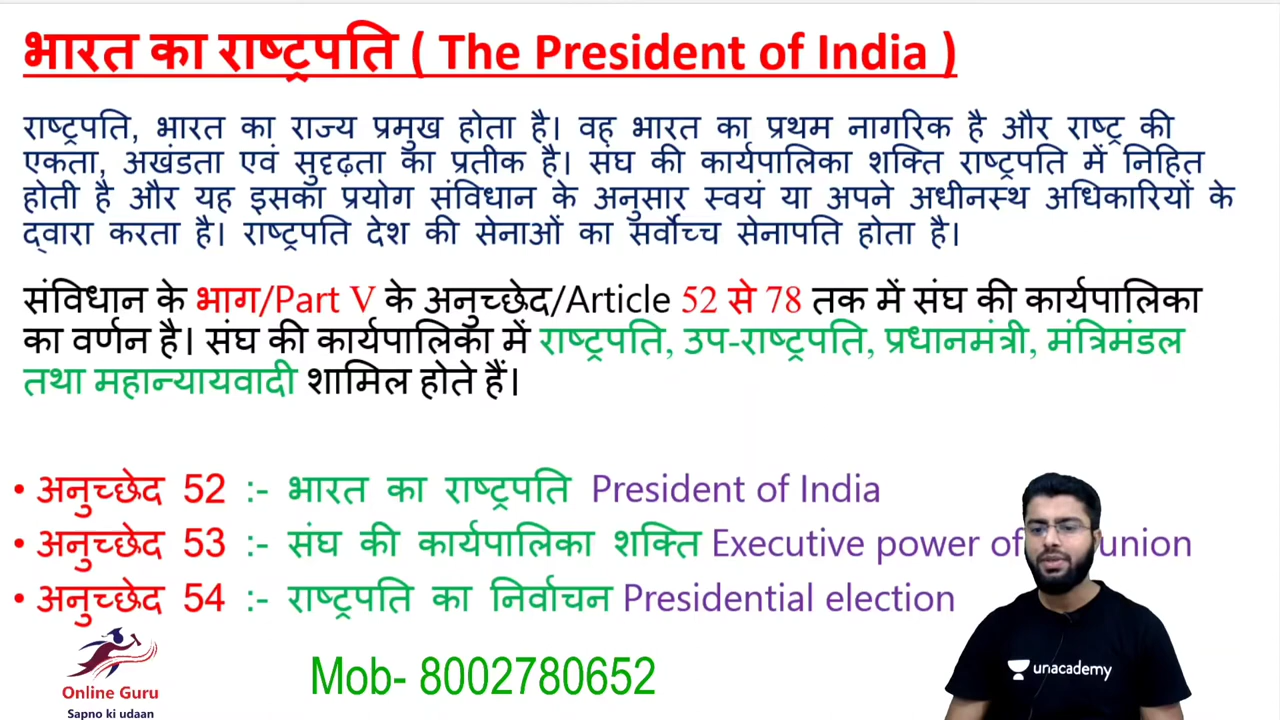 भारत का राष्ट्रपति ( The President of India )
राष्ट्रपति, भारत का राज्य प्रमुख होता है। वह भारत का प्रथम नागरिक है और राष्ट्र की
एकता, अखंडता एवं सुदृढ़ता का प्रतीक है। संघ की कार्यपालिका शक्ति राष्ट्रपति में निहित
होती है और यह इसका प्रयोग संविधान के अनुसार स्वयं या अपने अधीनस्थ अधिकारियों के
द्वारा करता है। राष्ट्रपति देश की सेनाओं का सर्वोच्च सेनापति होता है।
संविधान के भाग/Part V के अनुच्छेद/Article 52 से 78 तक में संघ की कार्यपालिका
का वर्णन है। संघ की कार्यपालिका में राष्ट्रपति, उप-राष्ट्रपति, प्रधानमंत्री, मंत्रिमंडल
तथा महान्यायवादी शामिल होते हैं।
• अनुच्छेद 52 :- भारत का राष्ट्रपति President of India
• अनुच्छेद 53 :- संघ की कार्यपालिका शक्ति Executive power of union
• अनुच्छेद 54 :- राष्ट्रपति का निर्वाचन Presidential election
Mob- 8002780652
unacademy
Online Guru
Sapno ki udaan